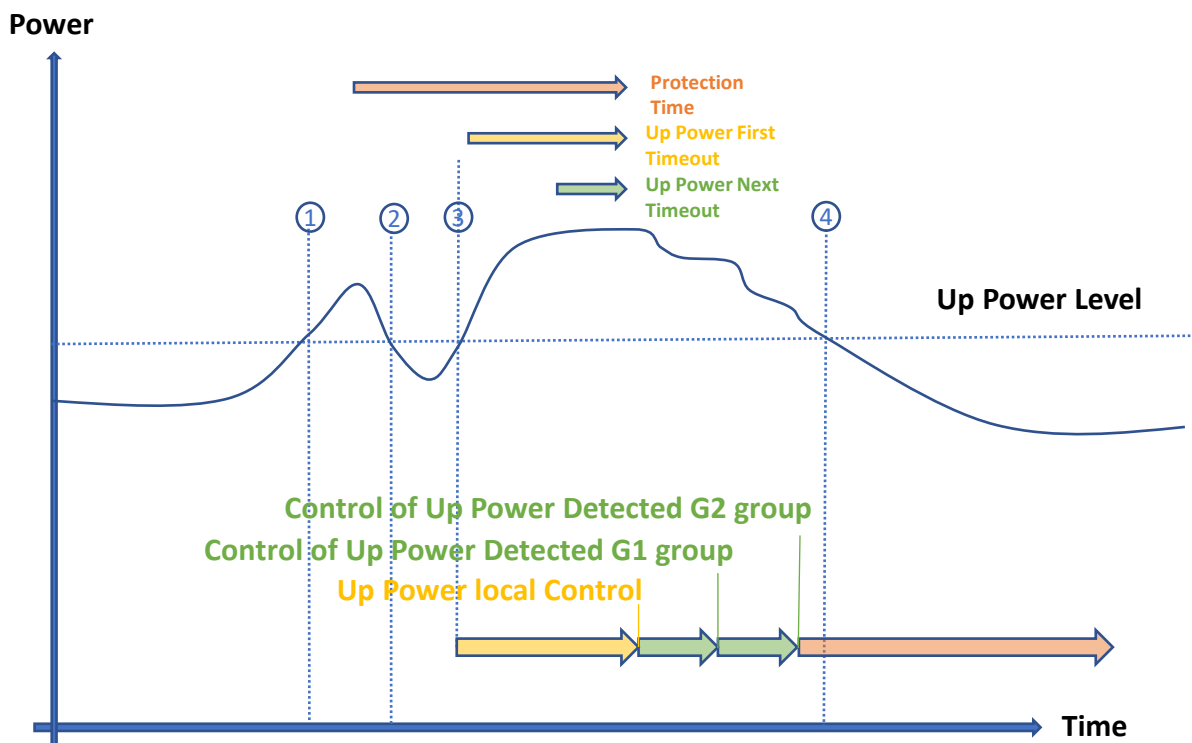 Power
Protection
Time
Up Power First
Timeout
Up Power Next
Timeout
1
2
3
4
Up Power Level
Control of Up Power Detected G2 group
Control of Up Power Detected G1 group
Up Power local Control
Time